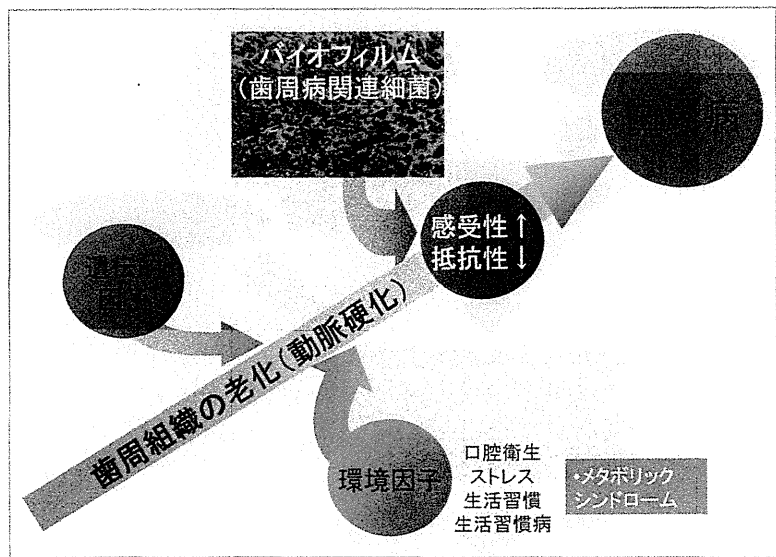 バイオフィルム
(歯周病関連細菌)
病
感受性↑
抵抗性↓
歯周組織の老化(動脈硬化)
環境因子
口腔衛生
ストレス
生活習慣
生活習慣病
・メタボリック
シンドローム